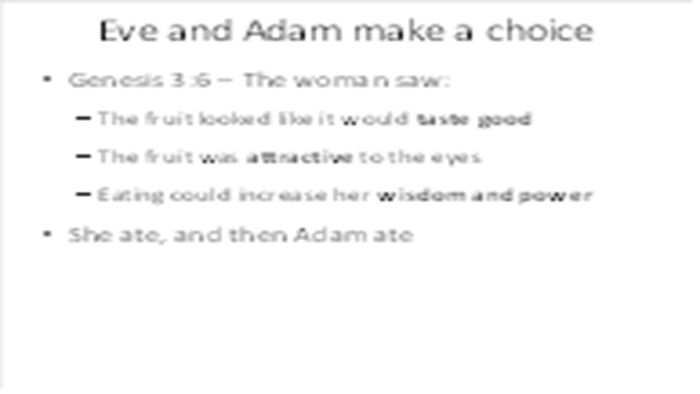 Eve and Adam make a choice
• Genesis 3:6 – The woman saw:
– The fruit looked like it would taste good
– The fruit was attractive to the eyes
– Eating could increase her wisdom and power
• She ate, and then Adam ate